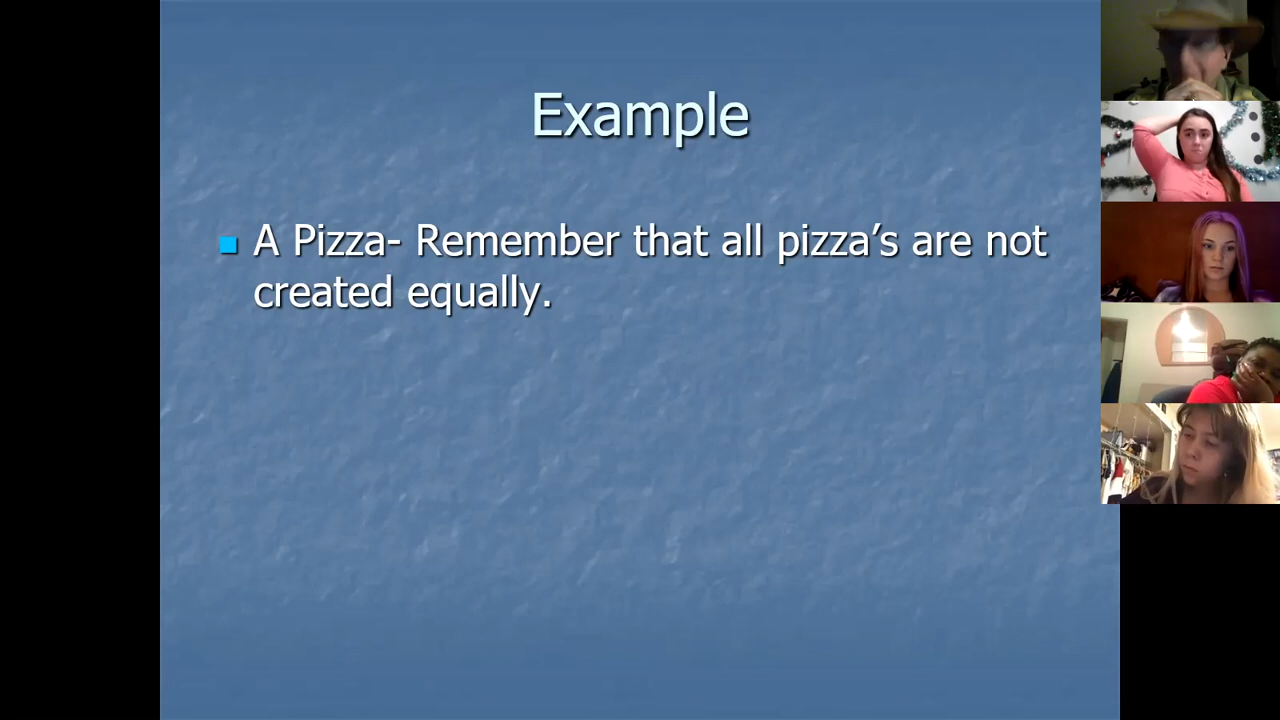 Example
A Pizza- Remember that all pizza’s are not
created equally.